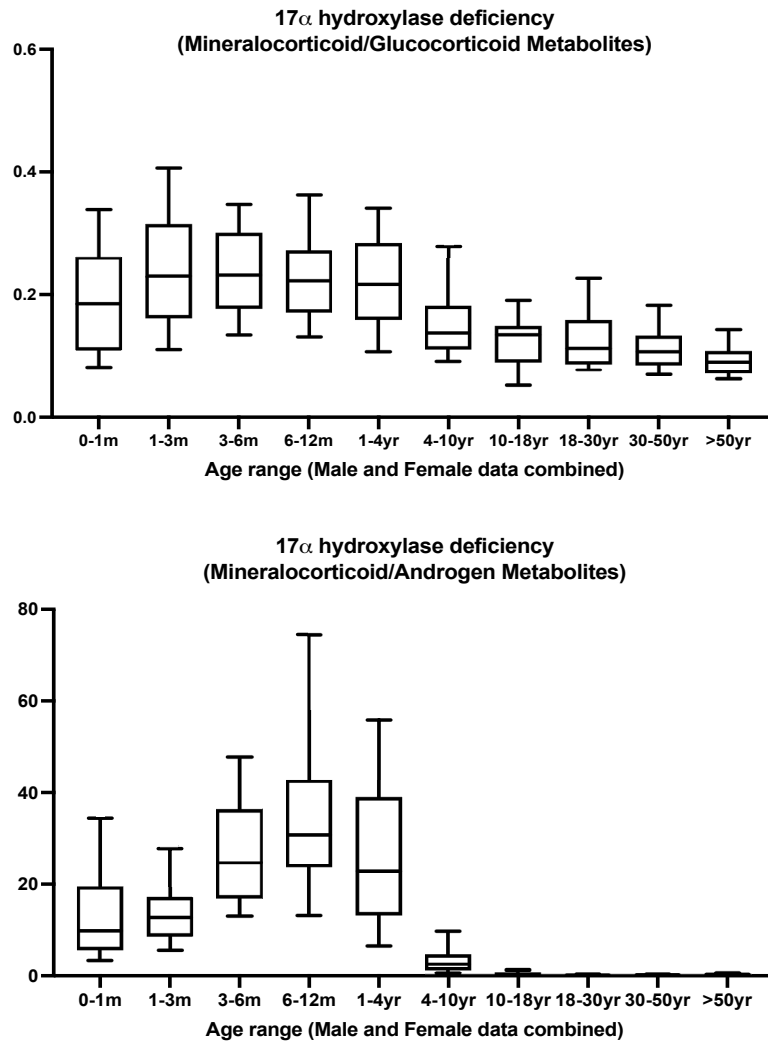 17α hydroxylase deficiency
(Mineralocorticoid/Glucocorticoid Metabolites)
0.6
0.4
0.2
0.0
0-1m 1-3m 3-6m 6-12m 1-4yr 4-10yr 10-18yr 18-30yr 30-50yr >50yr
Age range (Male and Female data combined)
17α hydroxylase deficiency
(Mineralocorticoid/Androgen Metabolites)
80
60
40
20
0
0-1m 1-3m 3-6m 6-12m 1-4yr 4-10yr 10-18yr 18-30yr 30-50yr >50yr
Age range (Male and Female data combined)